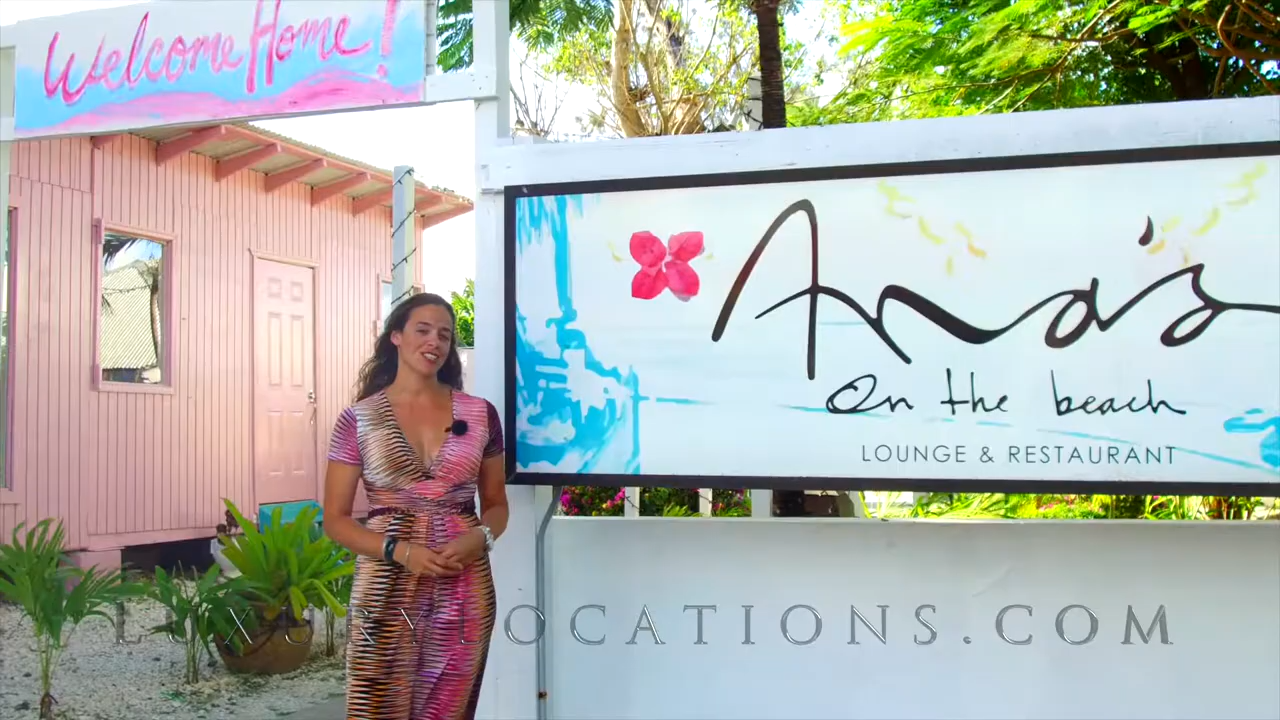 Welcome Home!
Ana's
On the beach
LOUNGE & RESTAURANT
LUXURYLOCATIONS.COM